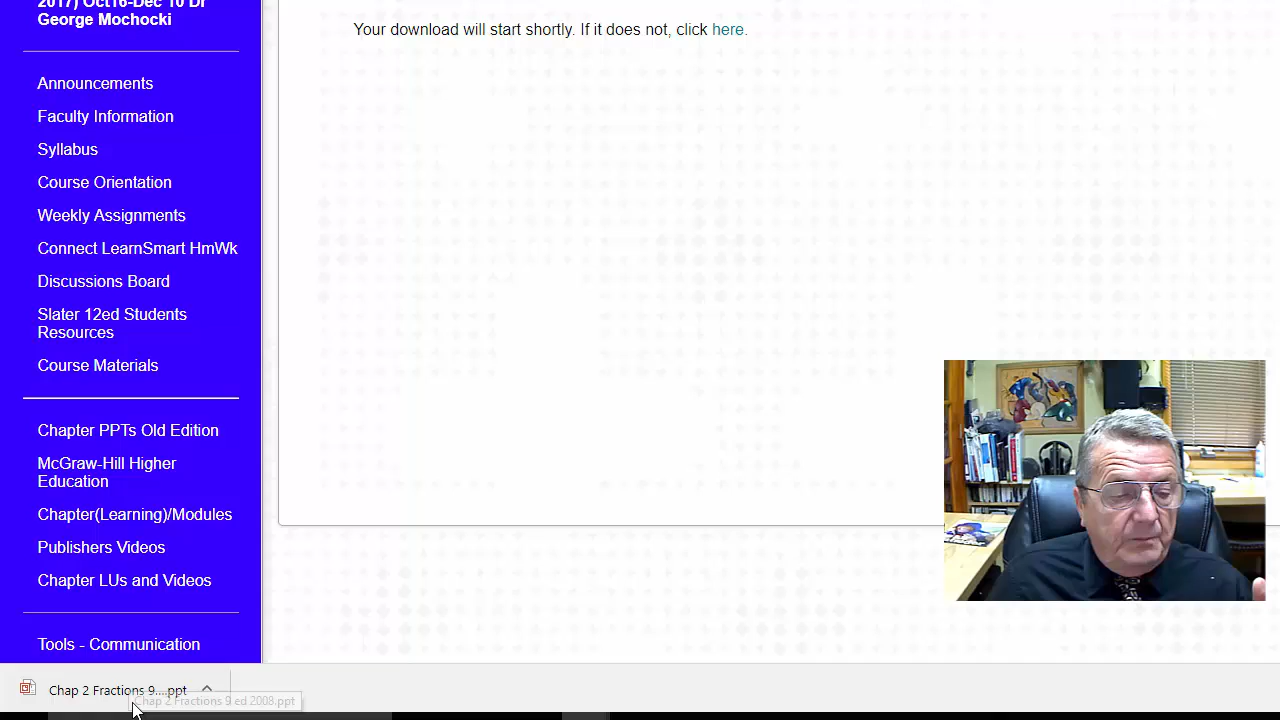 2017) Oct16-Dec 10 Dr
George Mochocki
Announcements
Faculty Information
Syllabus
Course Orientation
Weekly Assignments
Connect LearnSmart HmWk
Discussions Board
Slater 12ed Students
Resources
Course Materials
Chapter PPTs Old Edition
McGraw-Hill Higher
Education
Chapter(Learning)/Modules
Publishers Videos
Chapter LUs and Videos
Tools - Communication
Your download will start shortly. If it does not, click here.
Chap 2 Fractions 9....ppt
Chap 2 Fractions 9 ed 2008.ppt